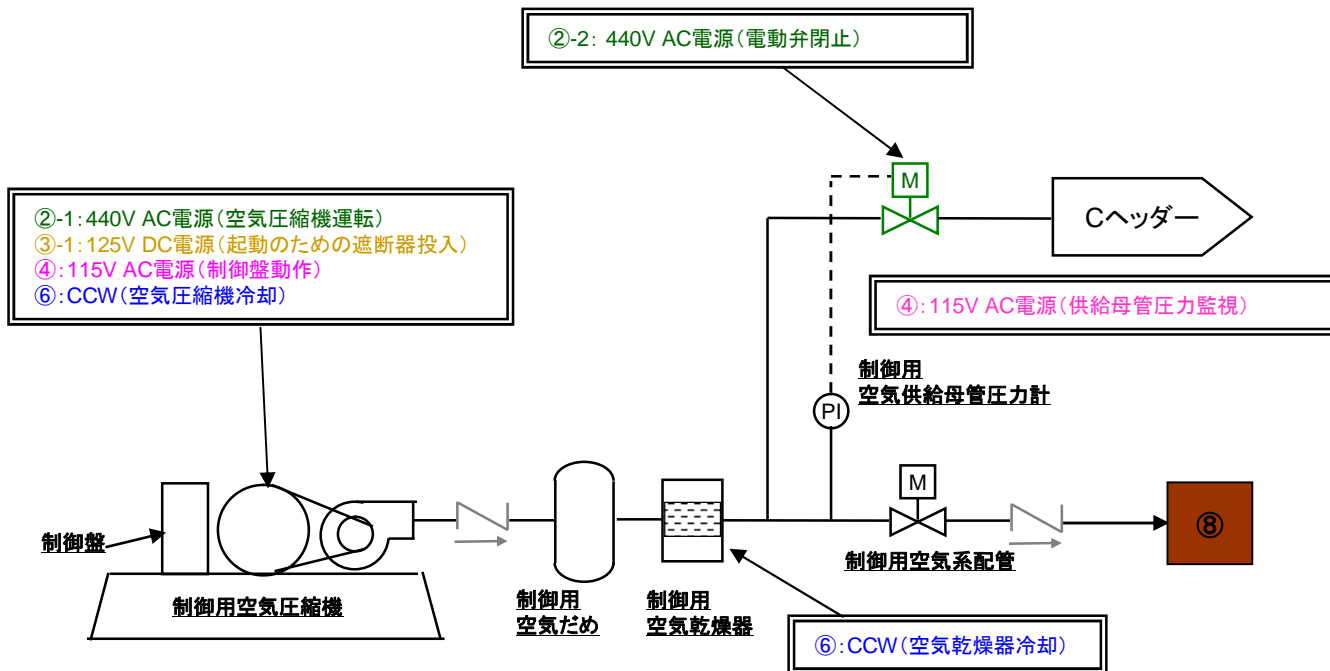 ②-2: 440V AC電源(電動弁閉止)
M
Cヘッダー
②-1:440V AC電源(空気圧縮機運転)
③-1:125V DC電源(起動のための遮断器投入)
④:115V AC電源(制御盤動作)
⑥:CCW(空気圧縮機冷却)
④:115V AC電源(供給母管圧力監視)
制御用
空気供給母管圧力計
PI
M
⑧
制御盤
制御用空気系配管
制御用空気圧縮機
制御用
空気だめ
制御用
空気乾燥器
⑥:CCW(空気乾燥器冷却)